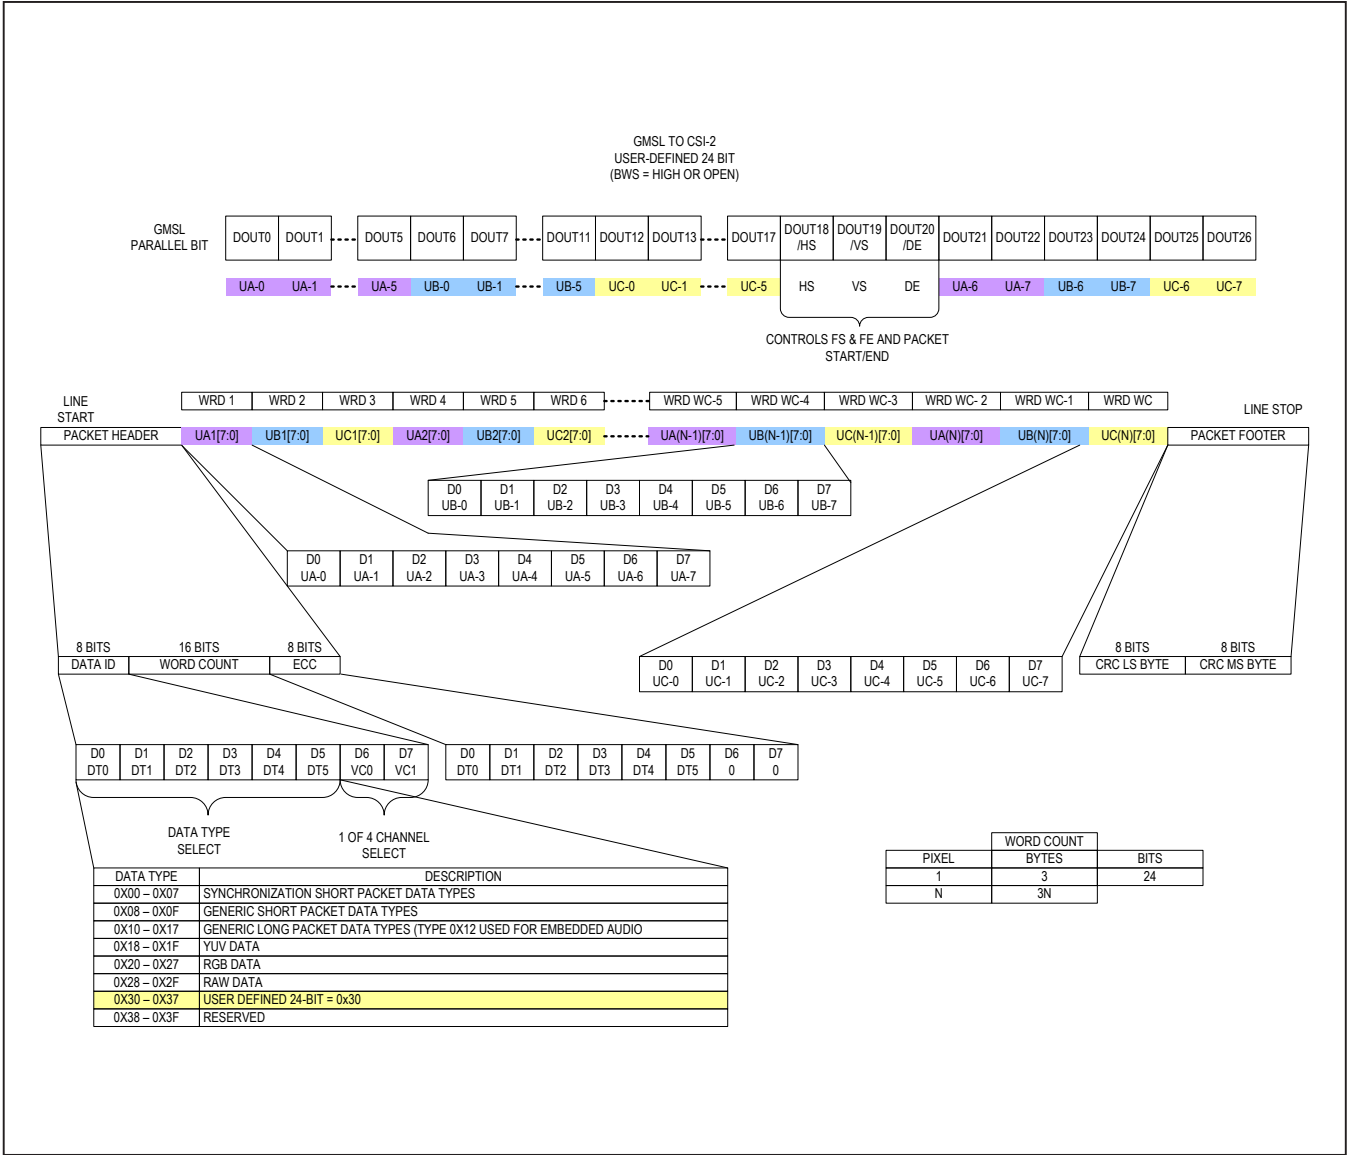 GMSL TO CSI-2
USER-DEFINED 24 BIT
(BWS = HIGH OR OPEN)
GMSL
PARALLEL BIT
DOUT0 DOUT1 DOUT5 DOUT6 DOUT7 DOUT11 DOUT12 DOUT13 DOUT17 DOUT18 /HS DOUT19 /VS DOUT20 /DE DOUT21 DOUT22 DOUT23 DOUT24 DOUT25 DOUT26
UA-0 UA-1 UA-5 UB-0 UB-1 UB-5 UC-0 UC-1 UC-5 HS VS DE UA-6 UA-7 UB-6 UB-7 UC-6 UC-7
CONTROLS FS & FE AND PACKET
START/END
LINE
START
WRD 1 WRD 2 WRD 3 WRD 4 WRD 5 WRD 6 WRD WC-5 WRD WC-4 WRD WC-3 WRD WC- 2 WRD WC-1 WRD WC
LINE STOP
PACKET HEADER UA1[7:0] UB1[7:0] UC1[7:0] UA2[7:0] UB2[7:0] UC2[7:0] UA(N-1)[7:0] UB(N-1)[7:0] UC(N-1)[7:0] UA(N)[7:0] UB(N)[7:0] UC(N)[7:0] PACKET FOOTER
D0 D1 D2 D3 D4 D5 D6 D7
UB-0 UB-1 UB-2 UB-3 UB-4 UB-5 UB-6 UB-7
D0 D1 D2 D3 D4 D5 D6 D7
UA-0 UA-1 UA-2 UA-3 UA-4 UA-5 UA-6 UA-7
8 BITS 16 BITS 8 BITS
DATA ID WORD COUNT ECC
D0 D1 D2 D3 D4 D5 D6 D7
UC-0 UC-1 UC-2 UC-3 UC-4 UC-5 UC-6 UC-7
8 BITS 8 BITS
CRC LS BYTE CRC MS BYTE
D0 D1 D2 D3 D4 D5 D6 D7
DT0 DT1 DT2 DT3 DT4 DT5 VC0 VC1
D0 D1 D2 D3 D4 D5 D6 D7
DT0 DT1 DT2 DT3 DT4 DT5 0 0
DATA TYPE
SELECT
1 OF 4 CHANNEL
SELECT
DATA TYPE DESCRIPTION
0X00 – 0X07 SYNCHRONIZATION SHORT PACKET DATA TYPES
0X08 – 0X0F GENERIC SHORT PACKET DATA TYPES
0X10 – 0X17 GENERIC LONG PACKET DATA TYPES (TYPE 0X12 USED FOR EMBEDDED AUDIO
0X18 – 0X1F YUV DATA
0X20 – 0X27 RGB DATA
0X28 – 0X2F RAW DATA
0X30 – 0X37 USER DEFINED 24-BIT = 0x30
0X38 – 0X3F RESERVED
WORD COUNT
PIXEL BYTES BITS
1 3 24
N 3N